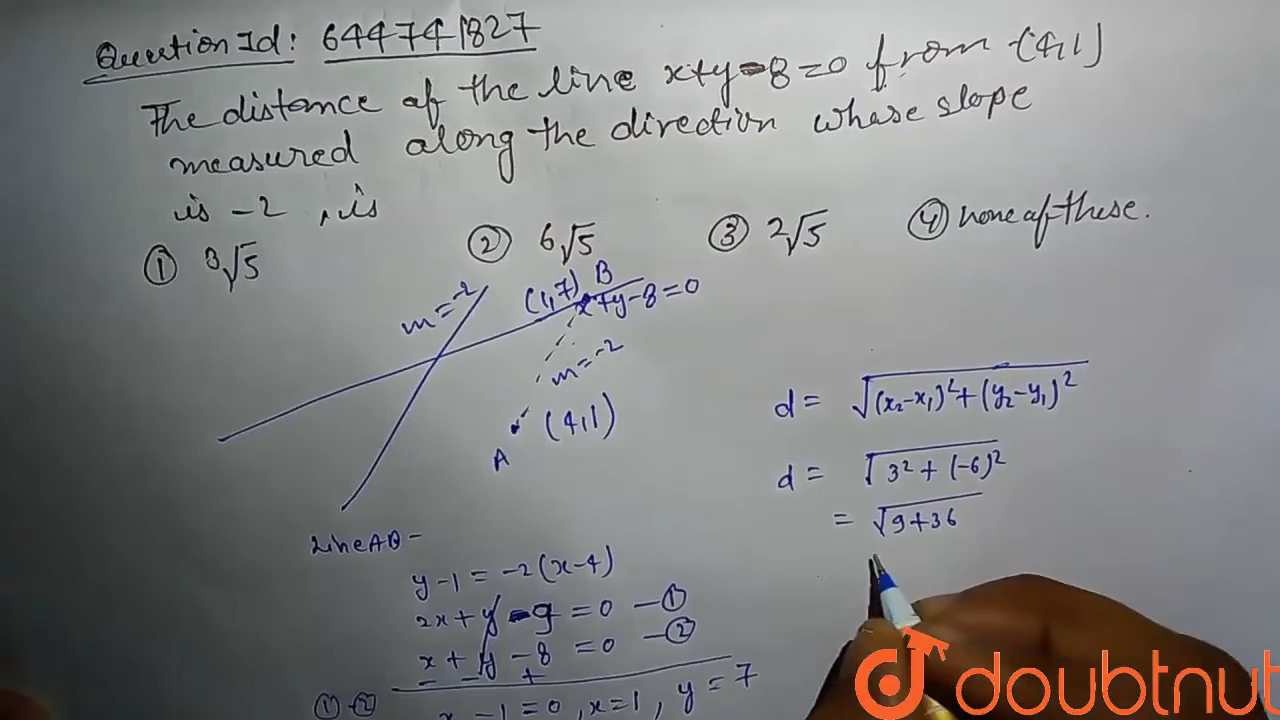 Question Id: 644741827
The distance of the line x+y-8=0 from (4,1)
measured along the direction whose slope
is -2, is
① 3√5 ② 6√5 ③ 2√5 ④ none of these.
m=-2
(1,7) B
x+y-8=0
m=-2
(4,1)
A
d = √(x₂-x₁)²+(y₂-y₁)²
d = √3²+(-6)²
= √9+36
Line AB -
y-1=-2(x-4)
2x+y-9=0 -①
x+y-8=0 -②
- - +
①-② x-1=0, x=1, y=7
doubtnut